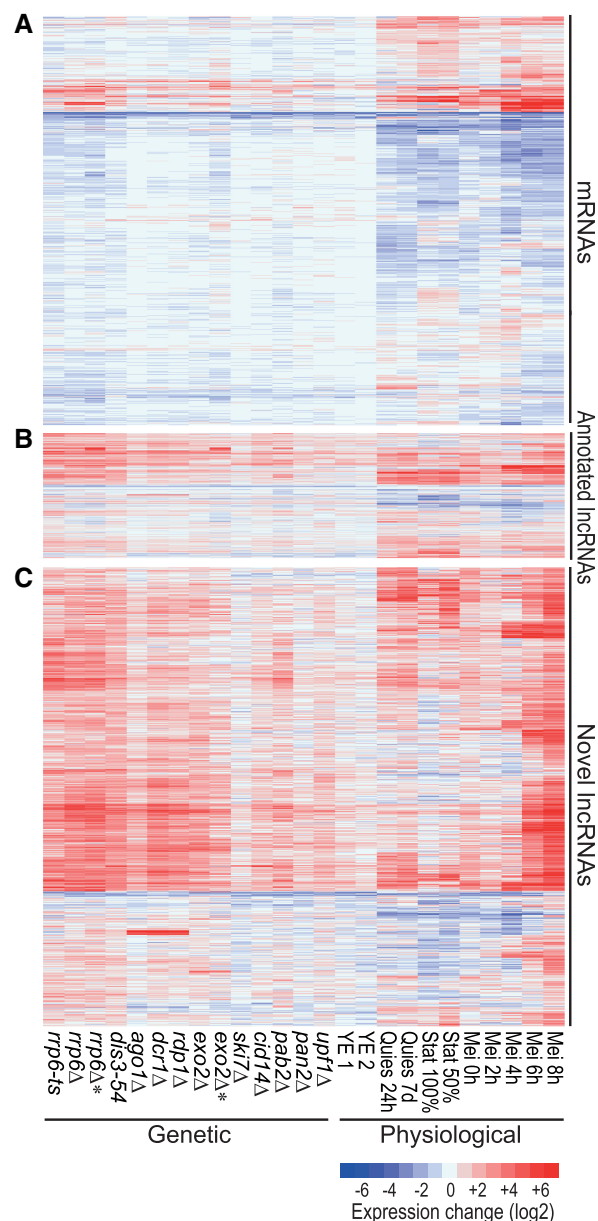 A
mRNAs
B
Annotated lncRNAs
C
Novel lncRNAs
rrp6-ts
rrp6Δ
rrp6Δ*
dis3-54
ago1Δ
dcr1Δ
rdp1Δ
exo2Δ
exo2Δ*
ski7Δ
cid14Δ
pab2Δ
pan2Δ
upf1Δ
YE 1
YE 2
Quies 24h
Quies 7d
Stat 100%
Stat 50%
Mei 0h
Mei 2h
Mei 4h
Mei 6h
Mei 8h
Genetic
Physiological
-6 -4 -2 0 +2 +4 +6
Expression change (log2)